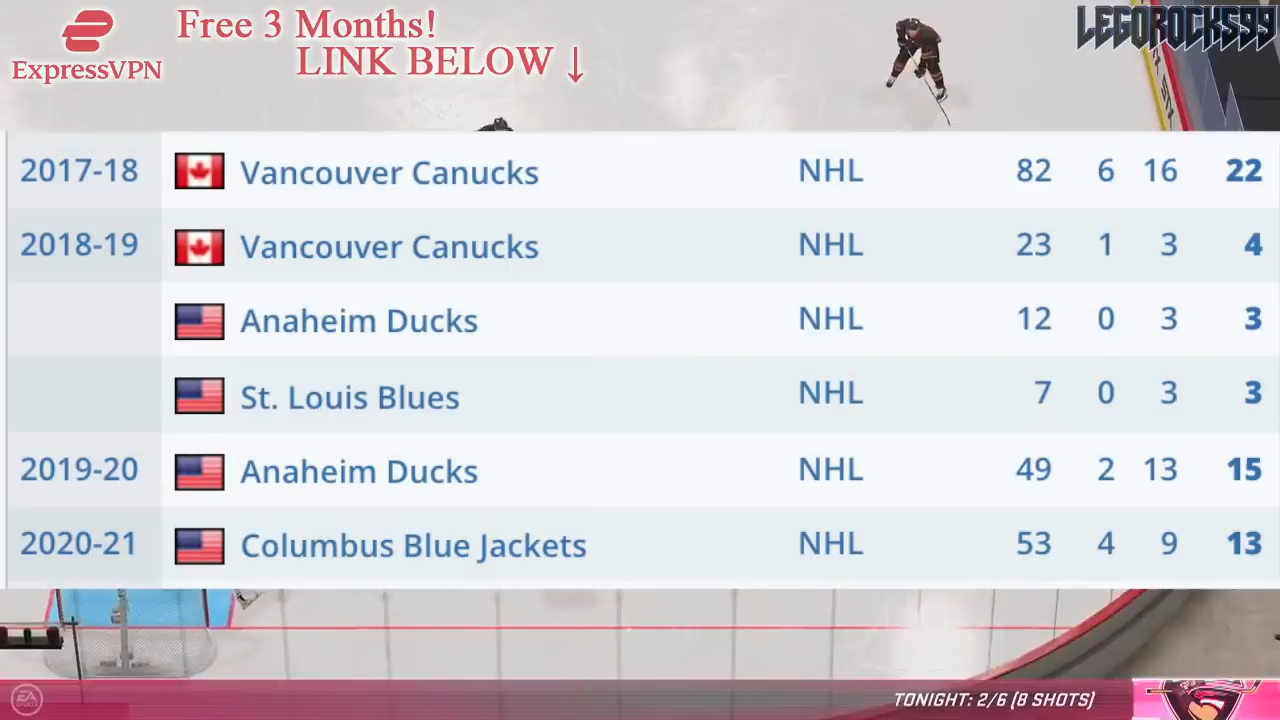 ExpressVPN
Free 3 Months!
LINK BELOW ↓
LEGOROCKS99
2017-18 Vancouver Canucks NHL 82 6 16 22
2018-19 Vancouver Canucks NHL 23 1 3 4
Anaheim Ducks NHL 12 0 3 3
St. Louis Blues NHL 7 0 3 3
2019-20 Anaheim Ducks NHL 49 2 13 15
2020-21 Columbus Blue Jackets NHL 53 4 9 13
EA SPORTS
TONIGHT: 2/6 (8 SHOTS)